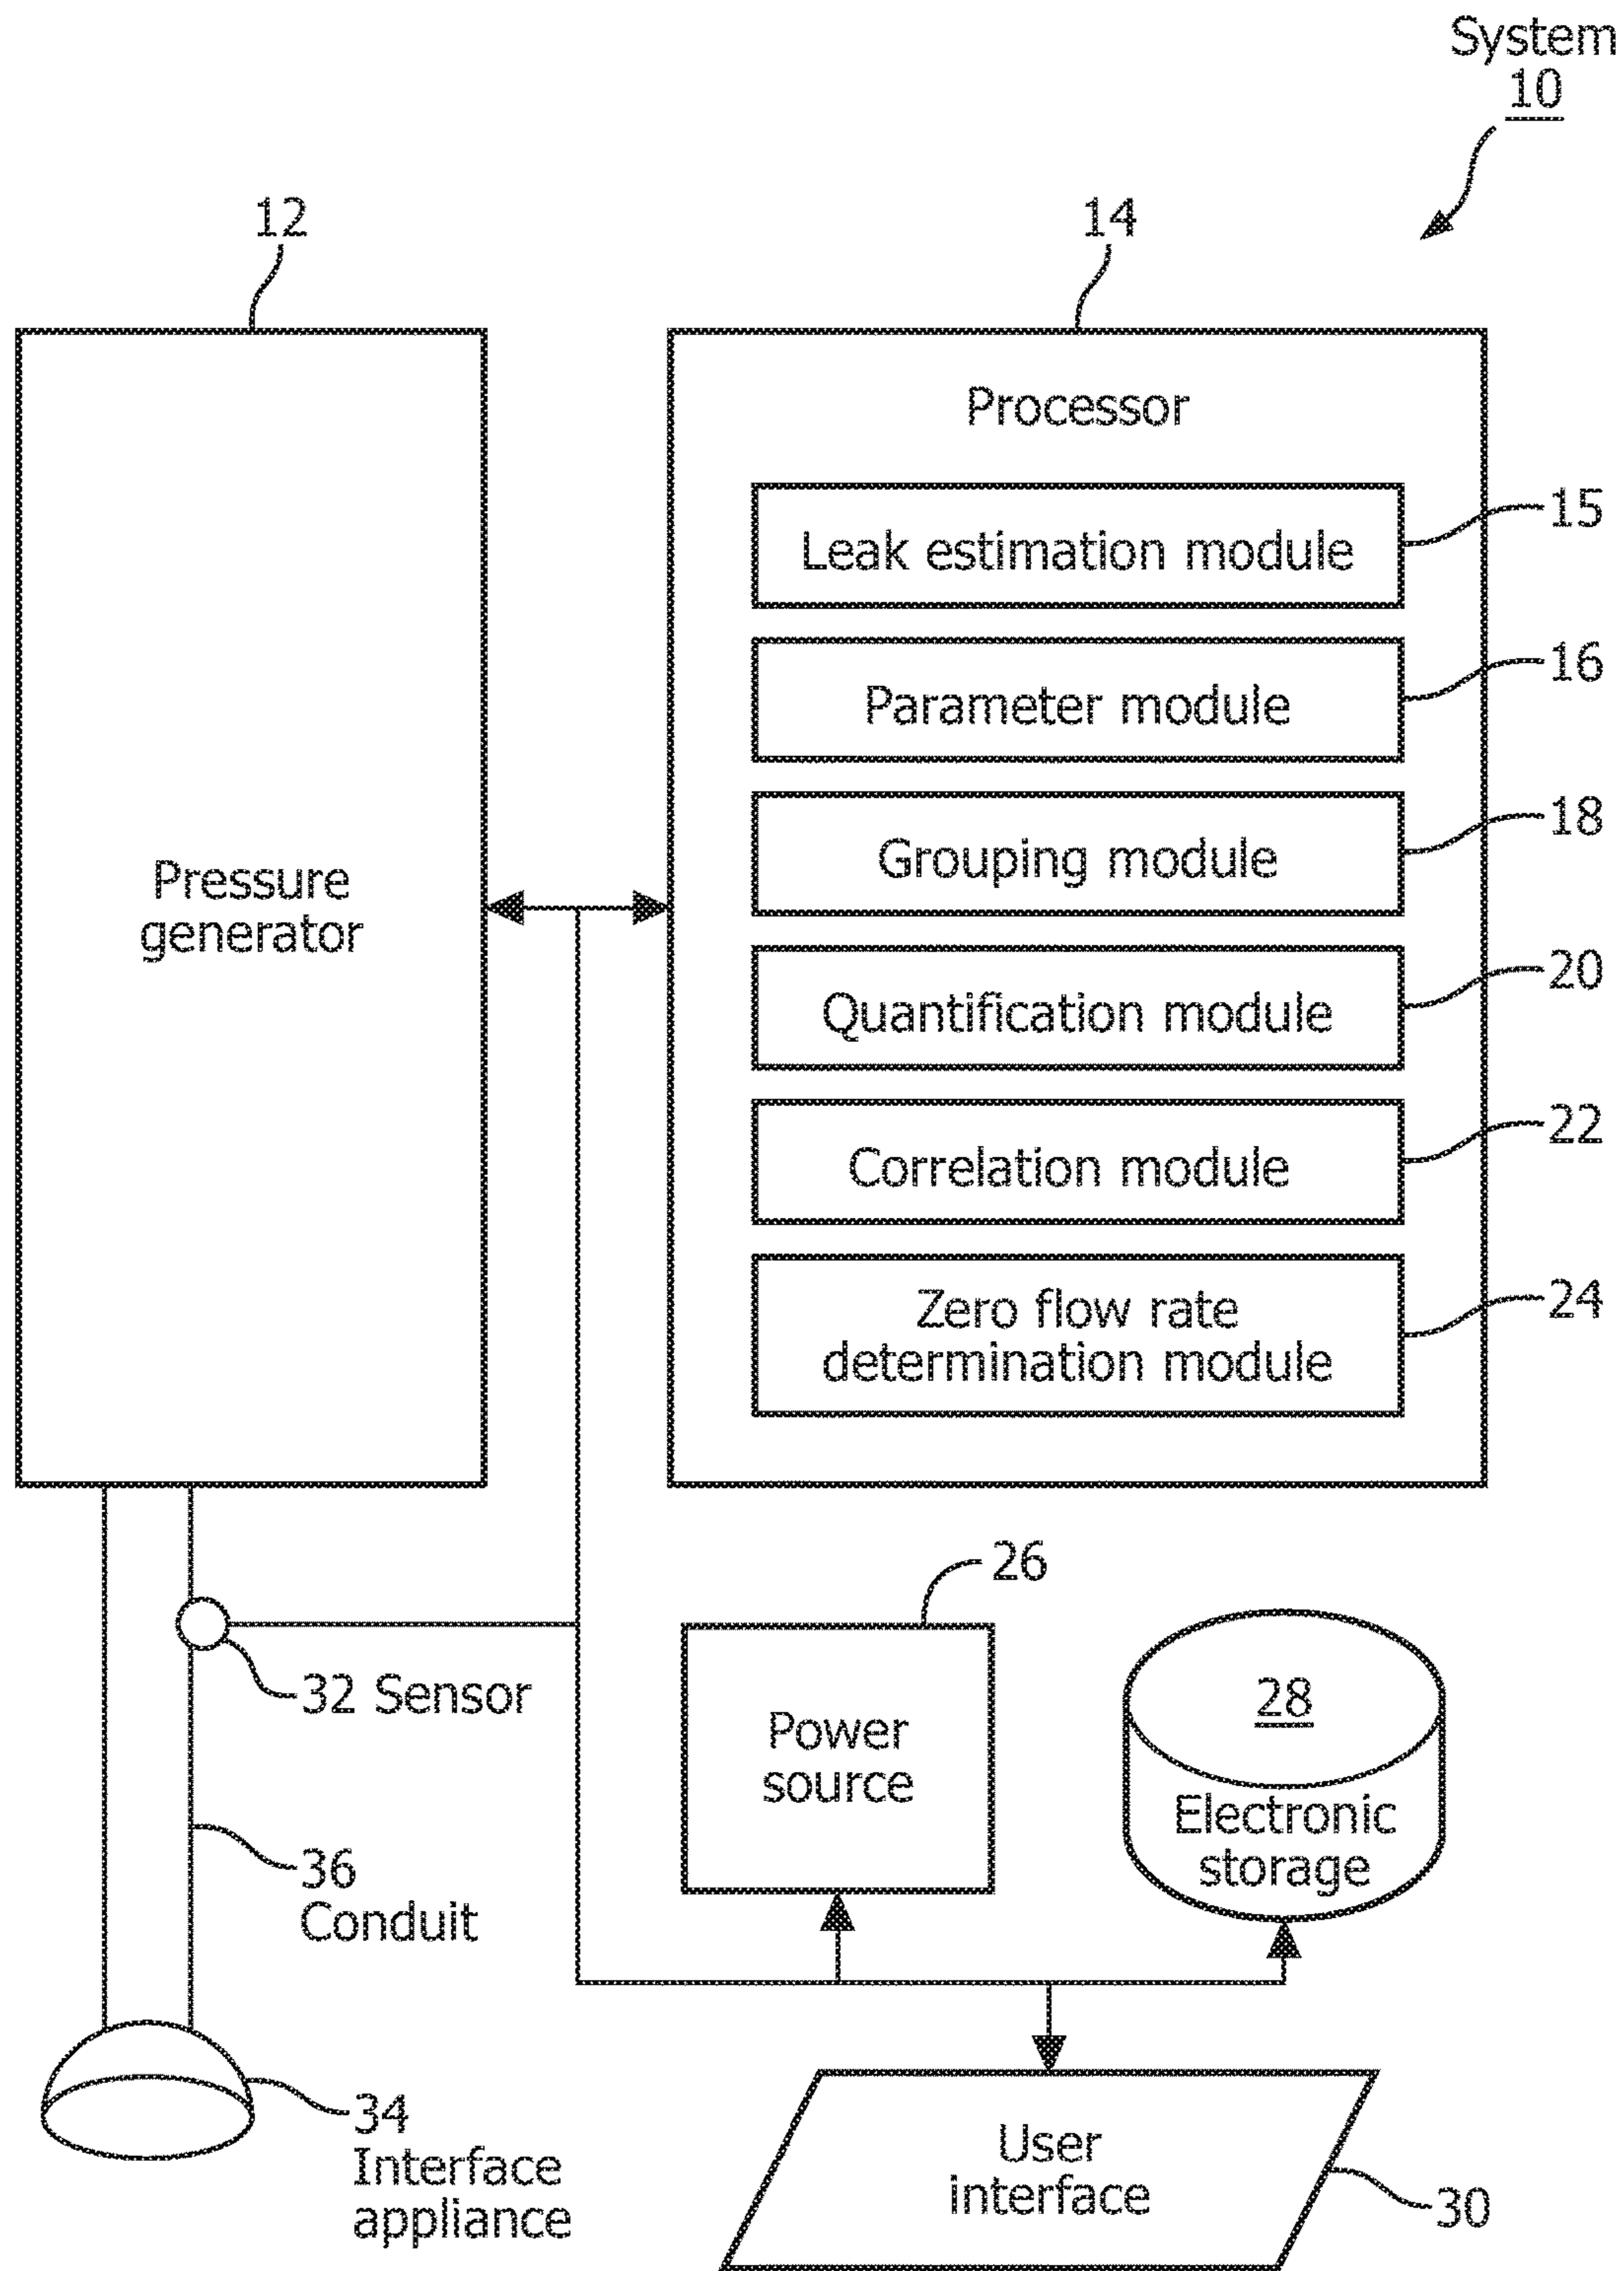 System
10
12
14
Pressure
generator
Processor
Leak estimation module
15
Parameter module
16
Grouping module
18
Quantification module
20
Correlation module
22
Zero flow rate
determination module
24
26
Power
source
28
Electronic
storage
32 Sensor
36
Conduit
34
Interface
appliance
User
interface
30